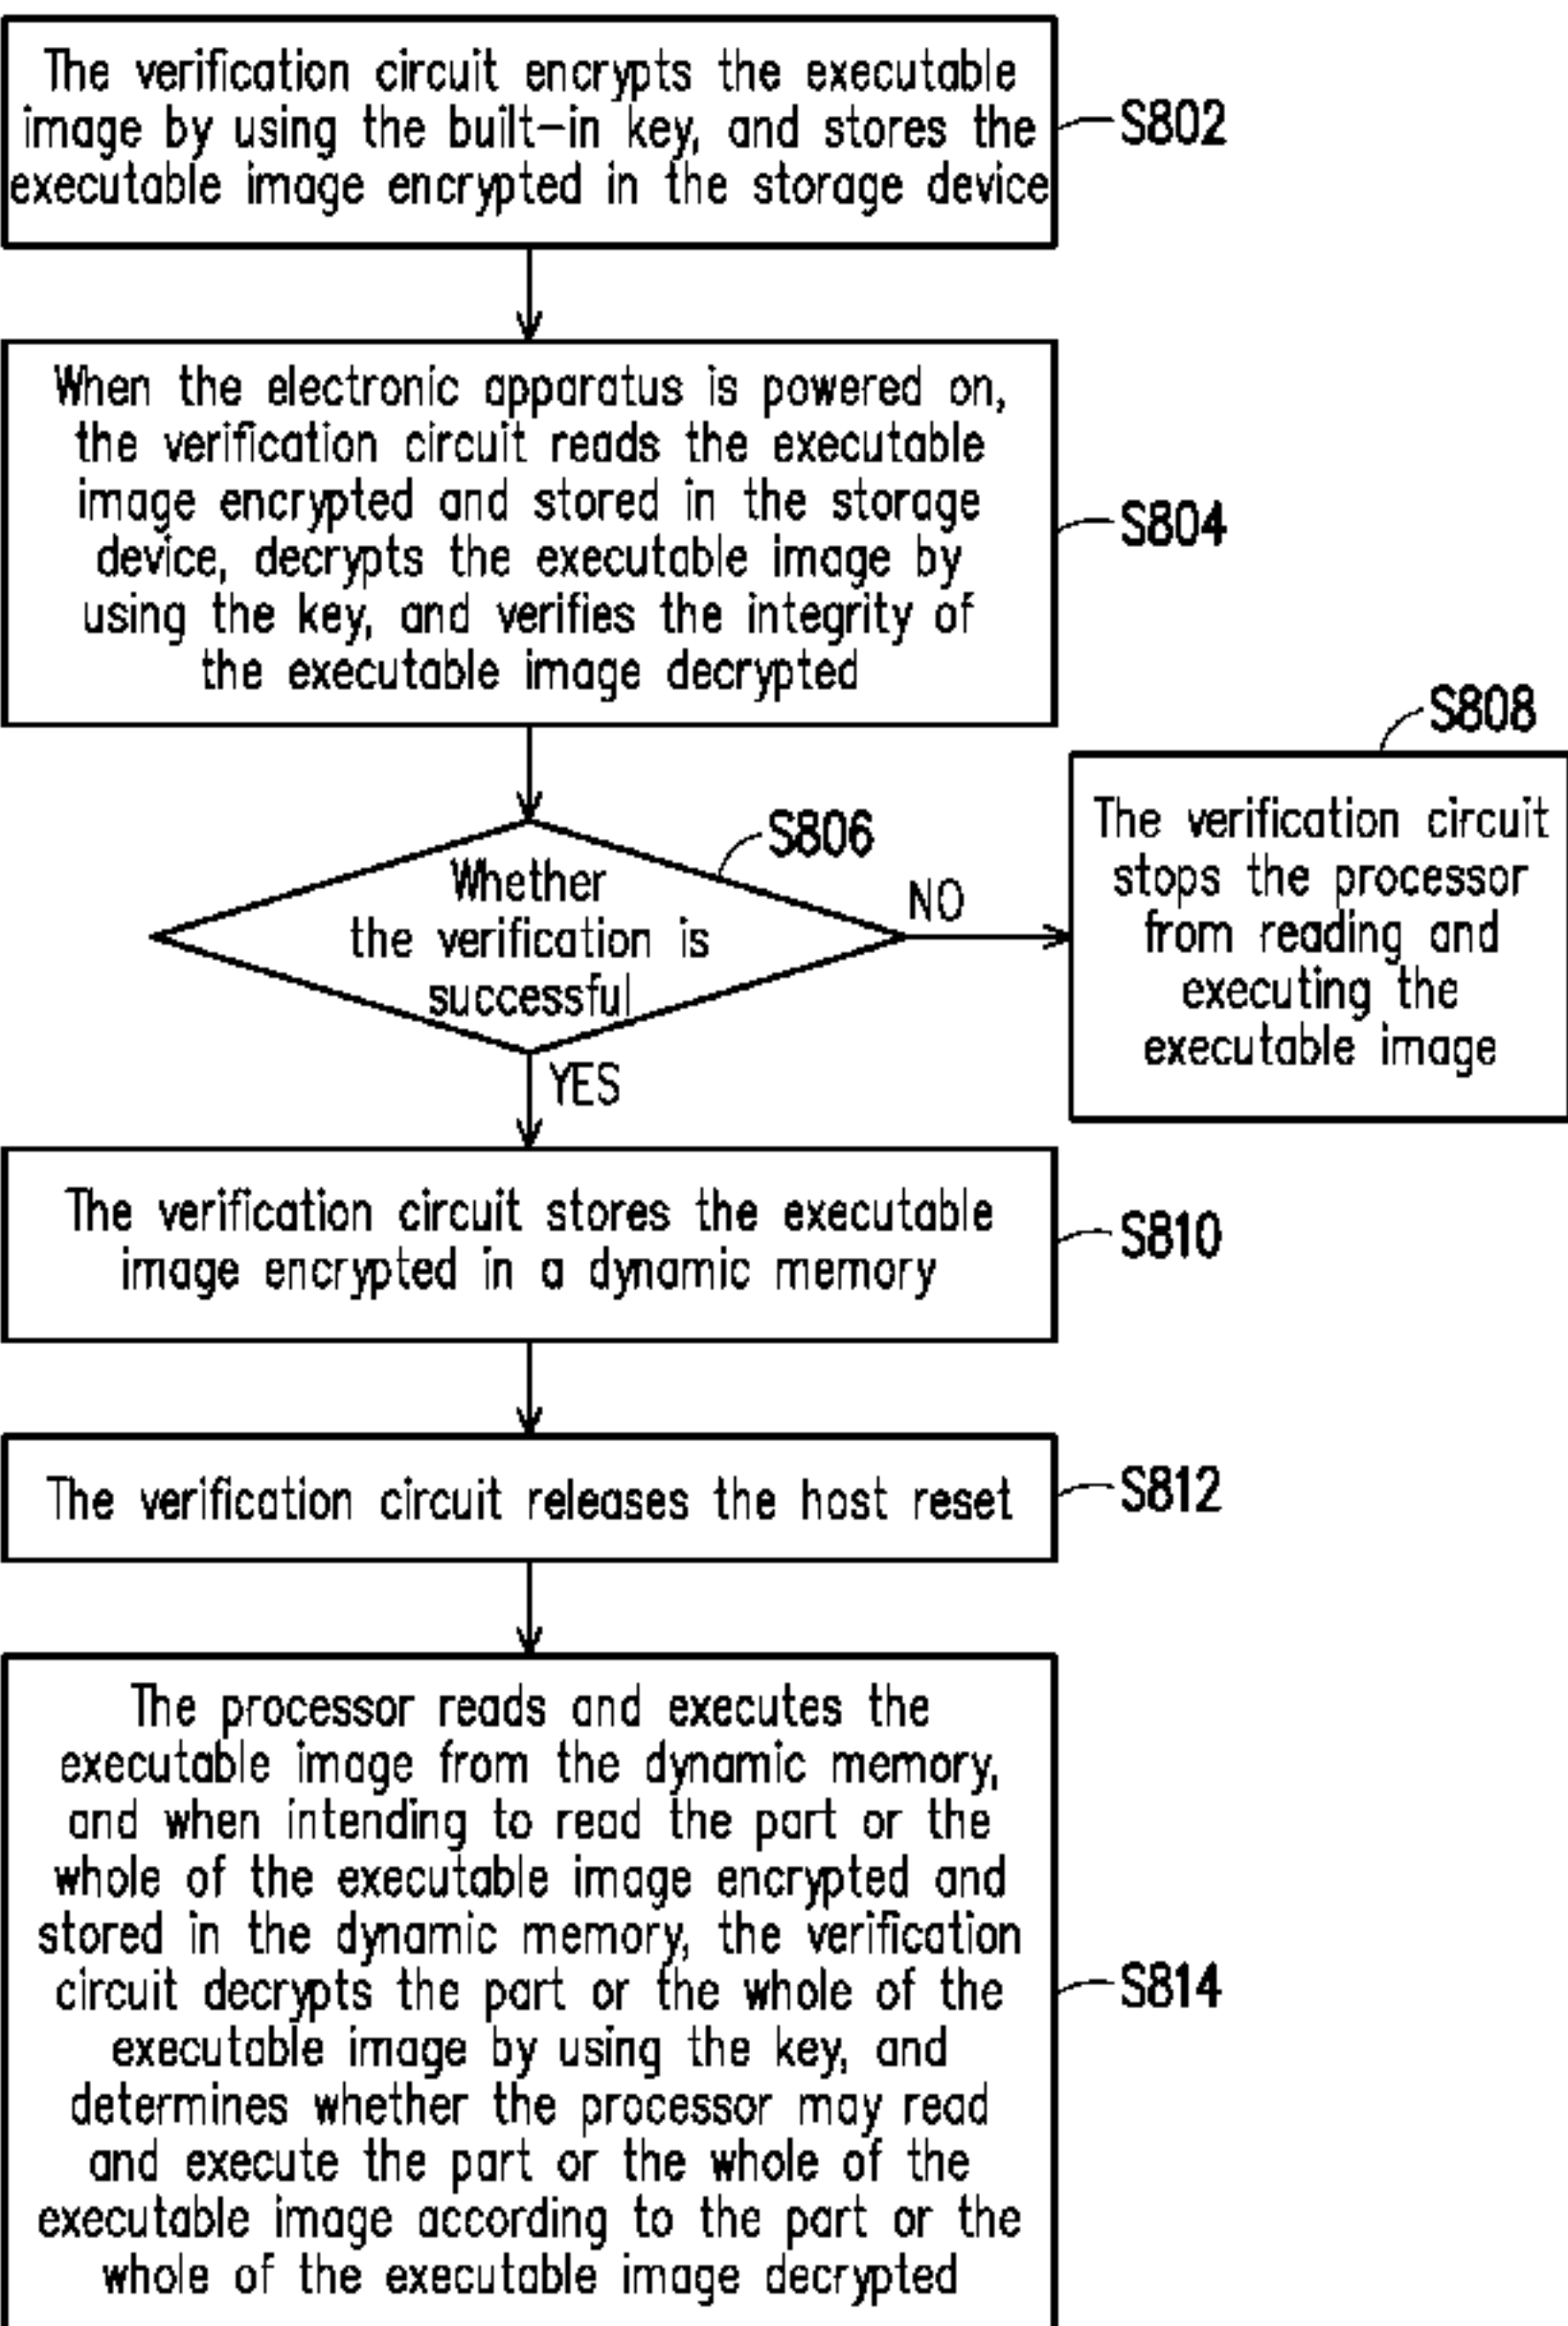 The verification circuit encrypts the executable
image by using the built-in key, and stores the
executable image encrypted in the storage device
S802
When the electronic apparatus is powered on,
the verification circuit reads the executable
image encrypted and stored in the storage
device, decrypts the executable image by
using the key, and verifies the integrity of
the executable image decrypted
S804
S806
Whether
the verification is
successful
NO
YES
S808
The verification circuit
stops the processor
from reading and
executing the
executable image
The verification circuit stores the executable
image encrypted in a dynamic memory
S810
The verification circuit releases the host reset
S812
The processor reads and executes the
executable image from the dynamic memory,
and when intending to read the part or the
whole of the executable image encrypted and
stored in the dynamic memory, the verification
circuit decrypts the part or the whole of the
executable image by using the key, and
determines whether the processor may read
and execute the part or the whole of the
executable image according to the part or the
whole of the executable image decrypted
S814